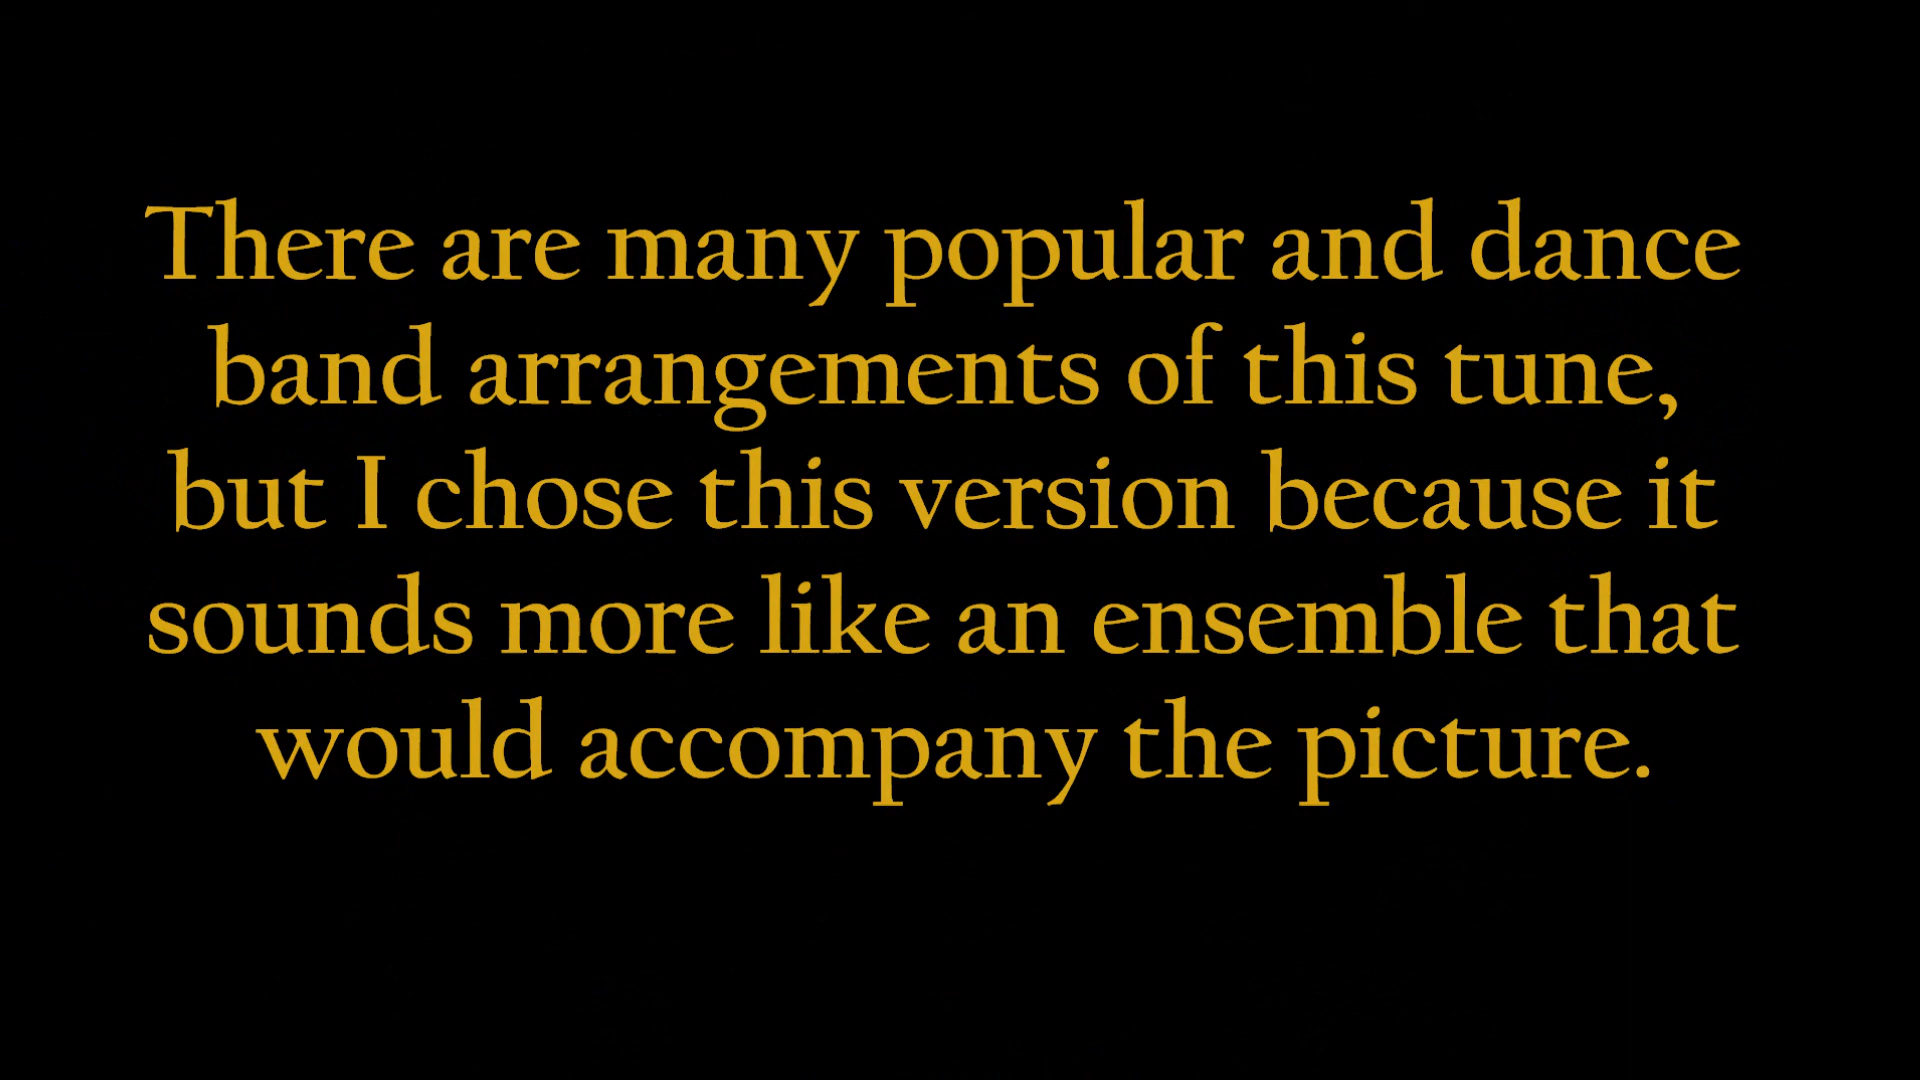 There are many popular and dance
band arrangements of this tune,
but I chose this version because it
sounds more like an ensemble that
would accompany the picture.